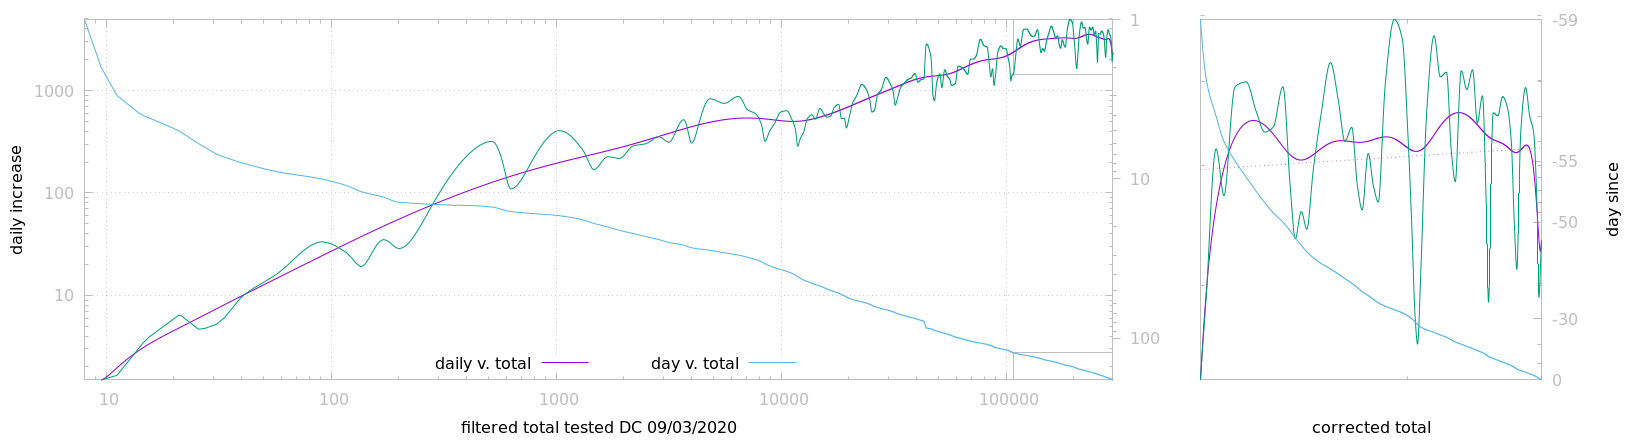 daily increase
1000
100
10
daily v. total
day v. total
10
100
1000
10000
100000
filtered total tested DC 09/03/2020
1
10
100
-59
-55
-50
-30
0
day since
corrected total